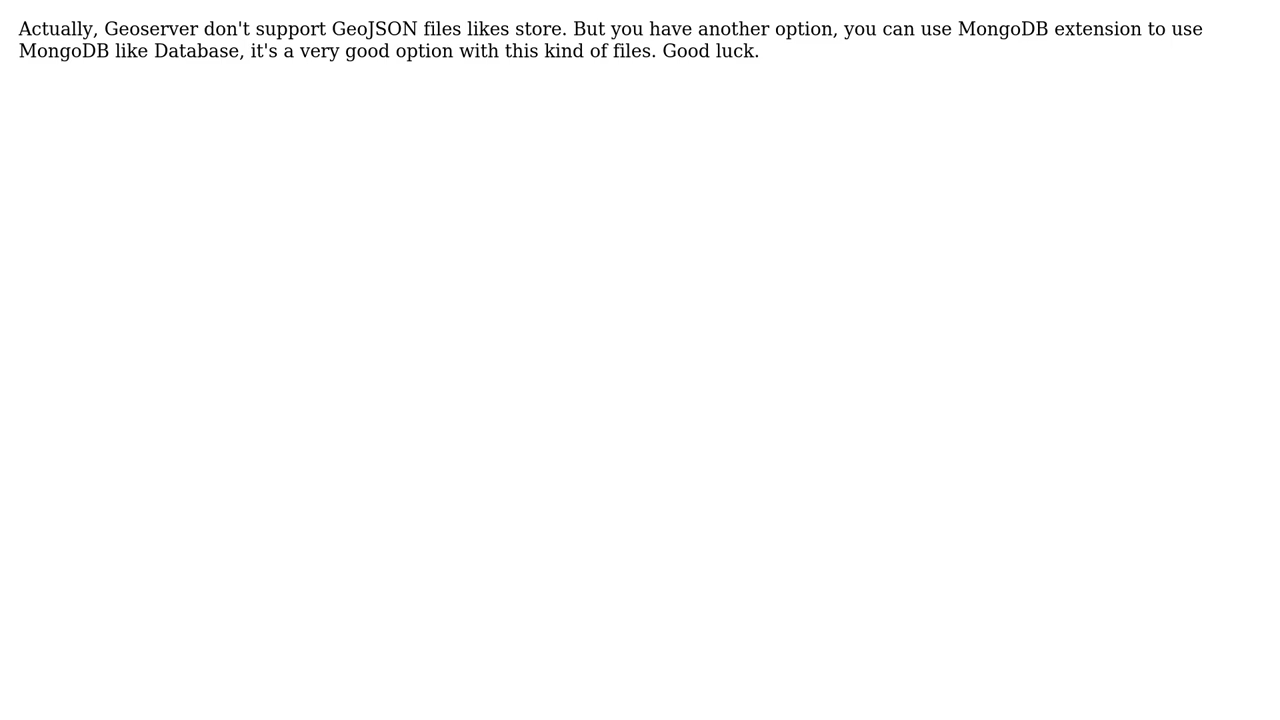 Actually, Geoserver don't support GeoJSON files likes store. But you have another option, you can use MongoDB extension to use
MongoDB like Database, it's a very good option with this kind of files. Good luck.